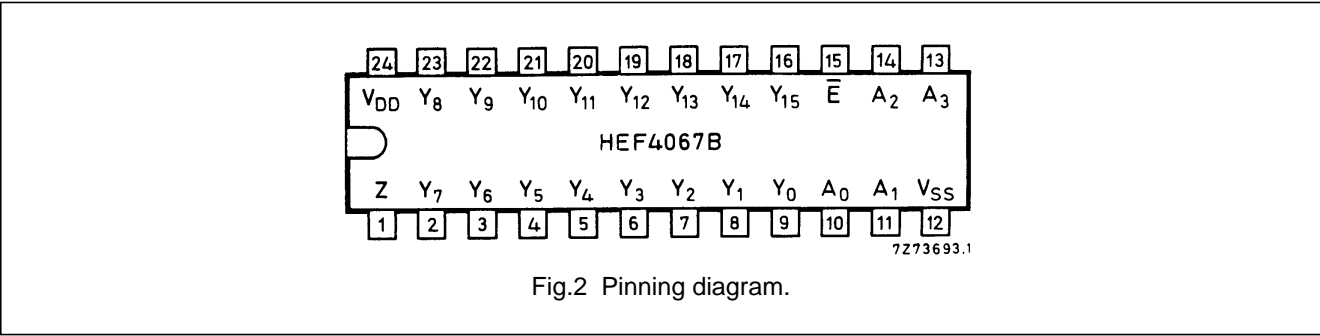 24 23 22 21 20 19 18 17 16 15 14 13
VDD Y8 Y9 Y10 Y11 Y12 Y13 Y14 Y15 E̅ A2 A3
HEF4067B
Z Y7 Y6 Y5 Y4 Y3 Y2 Y1 Y0 A0 A1 VSS
1 2 3 4 5 6 7 8 9 10 11 12
7Z73693.1
Fig.2 Pinning diagram.